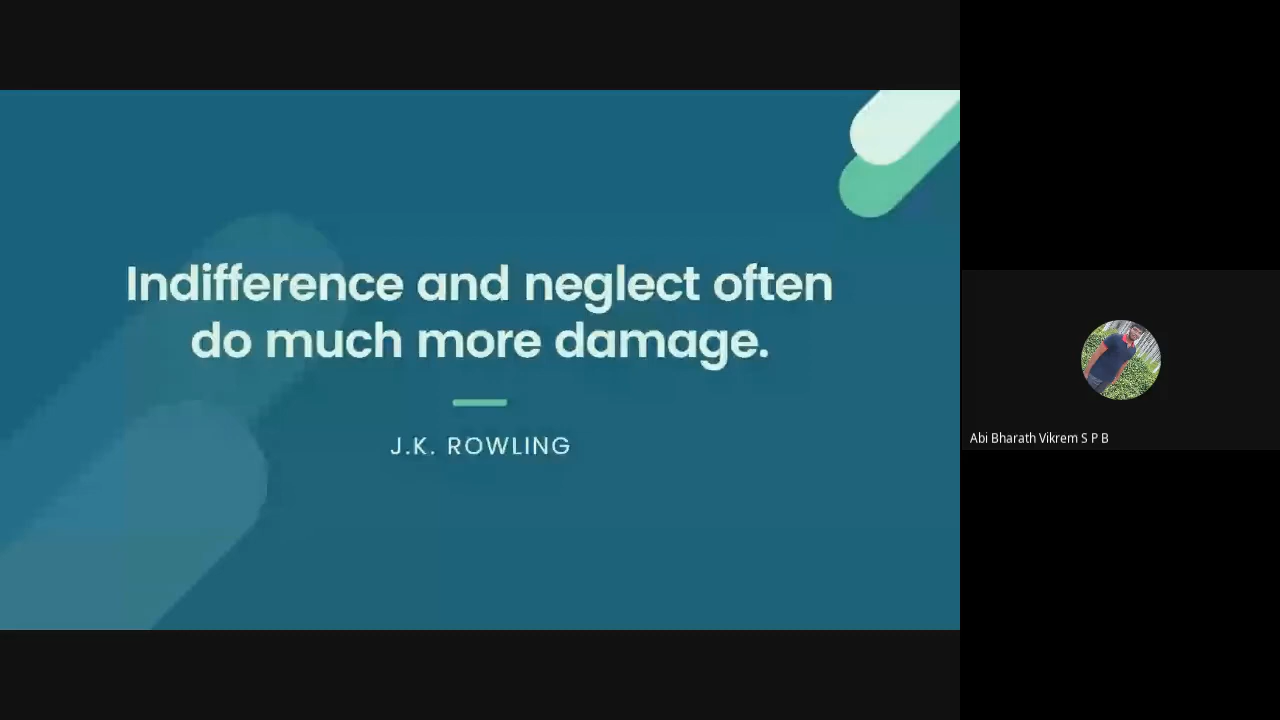 Indifference and neglect often
do much more damage.
J.K. ROWLING
Abi Bharath Vikrem S P B